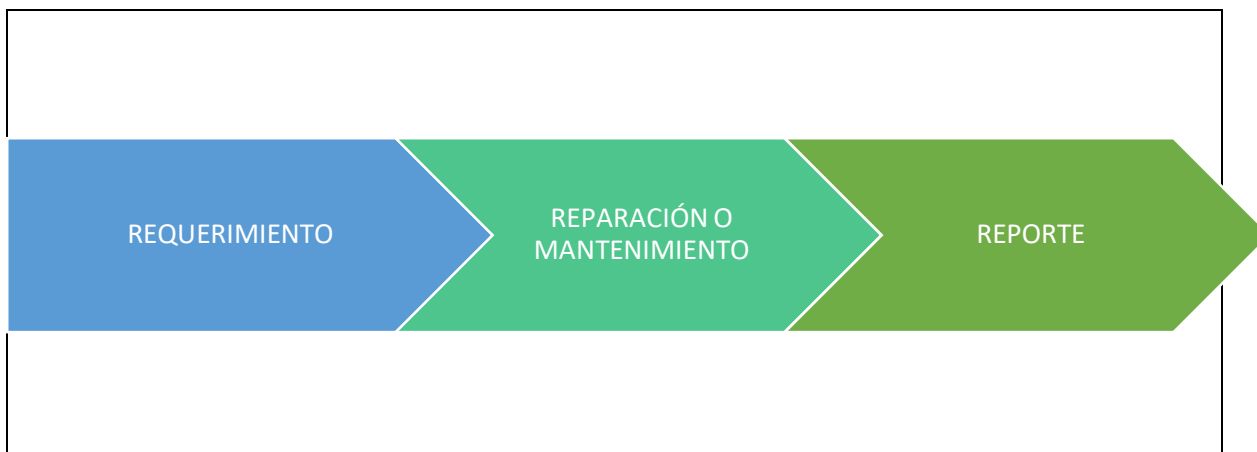 REQUERIMIENTO
REPARACIÓN O
MANTENIMIENTO
REPORTE